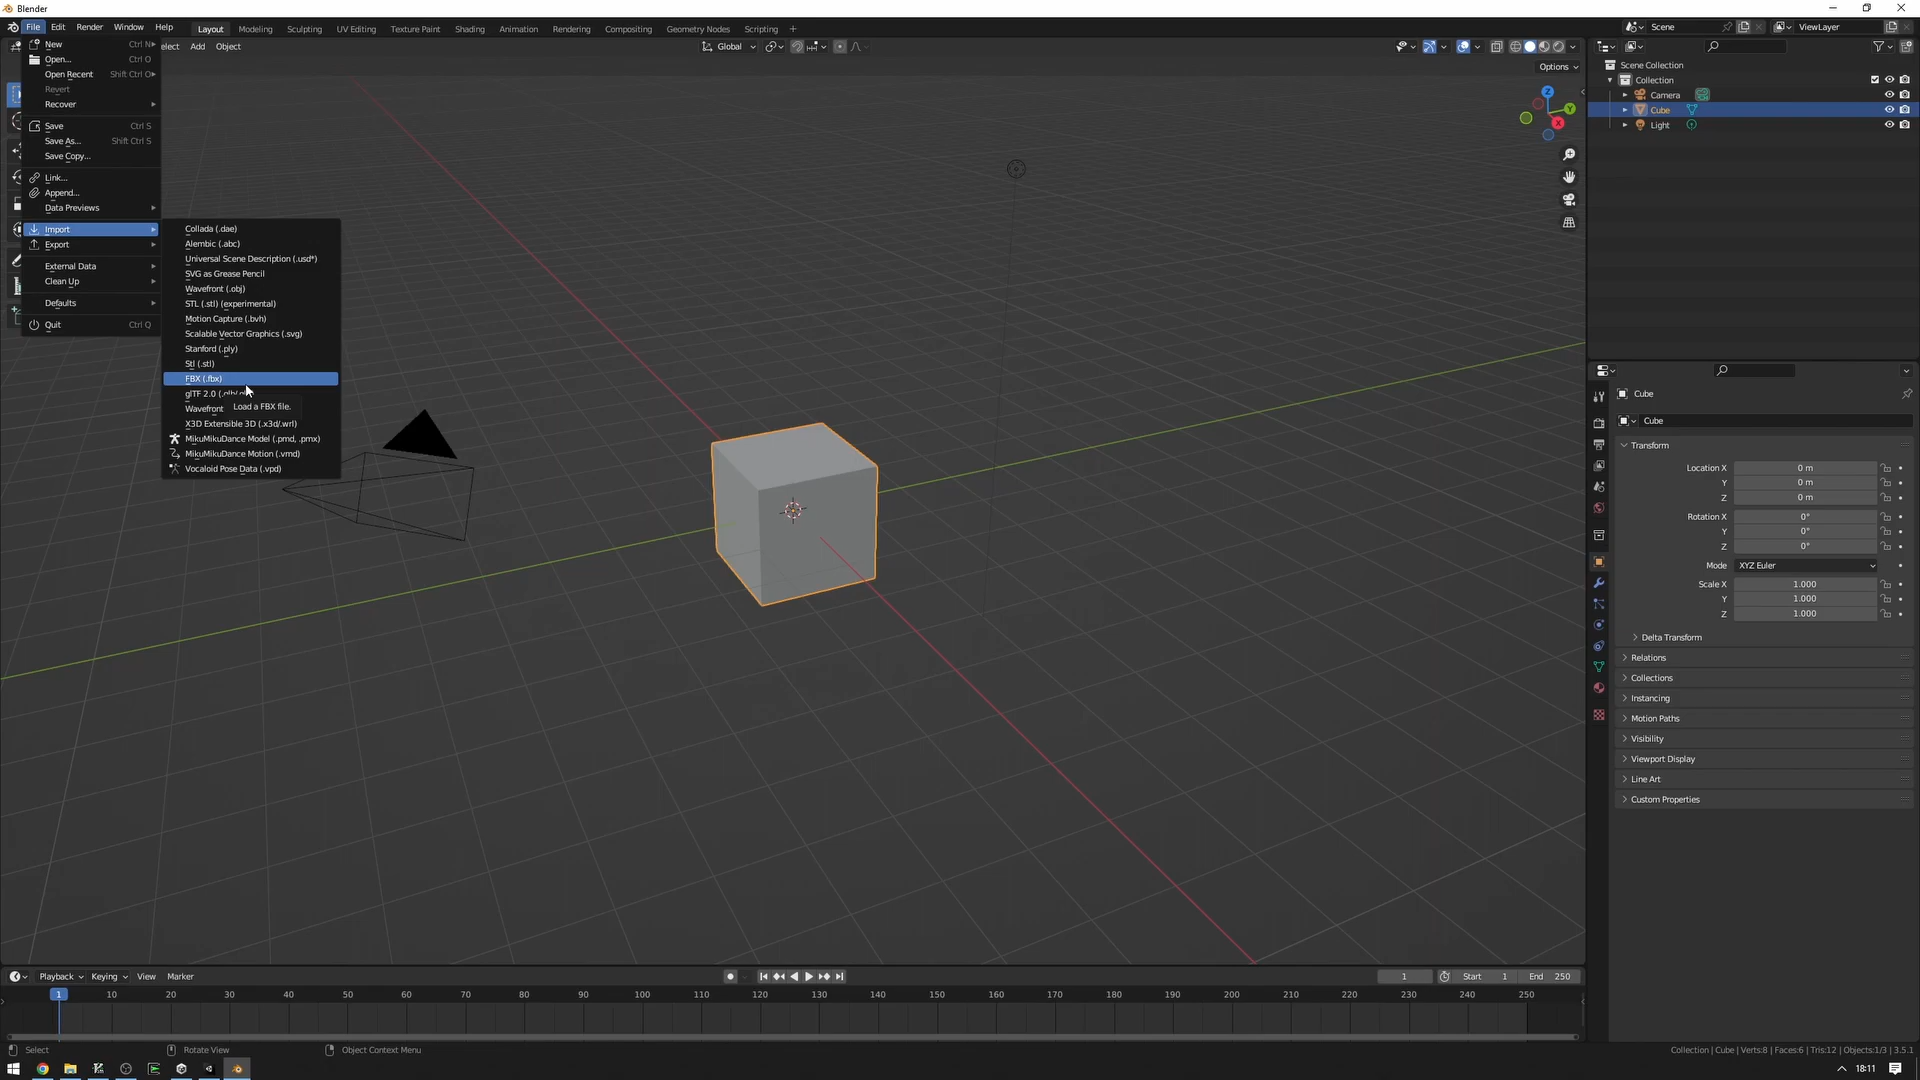 Blender
File Edit Render Window Help Layout Modeling Sculpting UV Editing Texture Paint Shading Animation Rendering Compositing Geometry Nodes Scripting + Scene ViewLayer
elect Add Object Global
Options
New Ctrl N
Open... Ctrl O
Open Recent Shift Ctrl O
Revert
Recover
Save Ctrl S
Save As... Shift Ctrl S
Save Copy...
Link...
Append...
Data Previews
Import
Export
External Data
Clean Up
Defaults
Quit Ctrl Q
Collada (.dae)
Alembic (.abc)
Universal Scene Description (.usd*)
SVG as Grease Pencil
Wavefront (.obj)
STL (.stl) (experimental)
Motion Capture (.bvh)
Scalable Vector Graphics (.svg)
Stanford (.ply)
Stl (.stl)
FBX (.fbx)
glTF 2.0
Load a FBX file.
Wavefront
X3D Extensible 3D (.x3d/.wrl)
MikuMikuDance Model (.pmd, .pmx)
MikuMikuDance Motion (.vmd)
Vocaloid Pose Data (.vpd)
Z
Y
X
Scene Collection
Collection
Camera
Cube
Light
Cube
Cube
Transform
Location X 0 m
Y 0 m
Z 0 m
Rotation X 0°
Y 0°
Z 0°
Mode XYZ Euler
Scale X 1.000
Y 1.000
Z 1.000
Delta Transform
Relations
Collections
Instancing
Motion Paths
Visibility
Viewport Display
Line Art
Custom Properties
Playback Keying View Marker 1 Start 1 End 250
1 10 20 30 40 50 60 70 80 90 100 110 120 130 140 150 160 170 180 190 200 210 220 230 240 250
Select Rotate View Object Context Menu Collection | Cube | Verts:8 | Faces:6 | Tris:12 | Objects:1/3 | 3.5.1
18:11